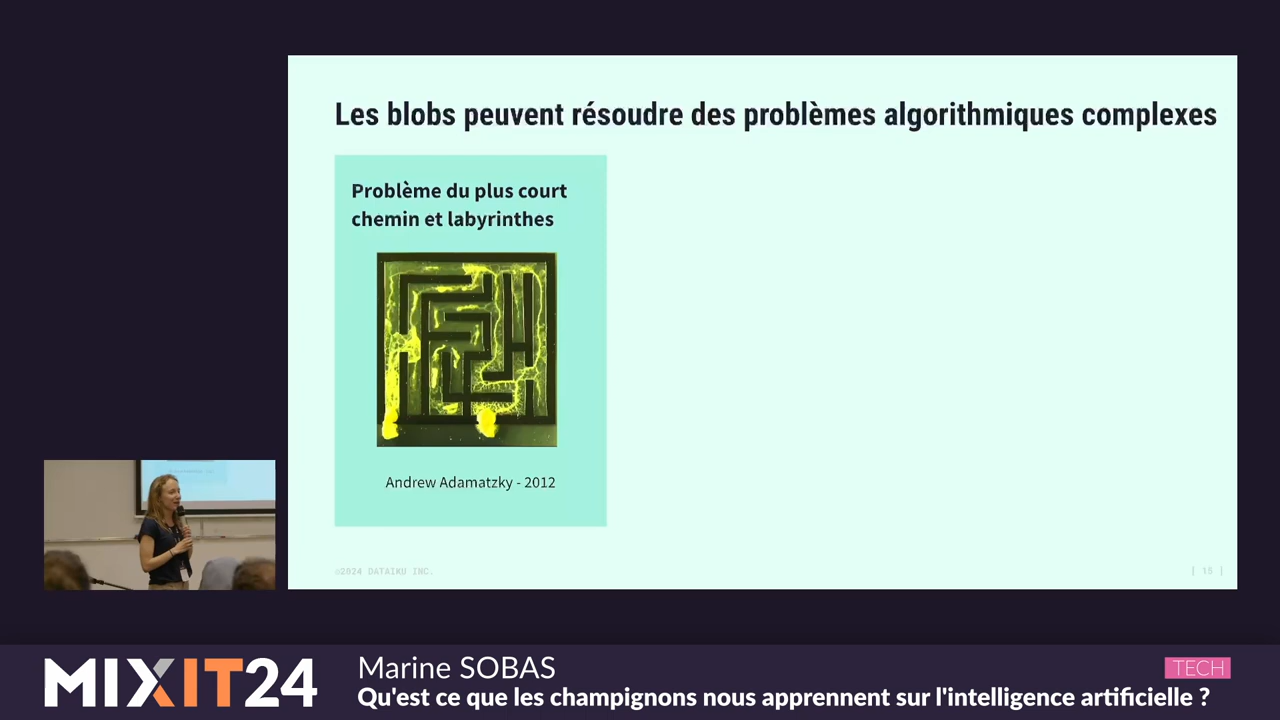 Les blobs peuvent résoudre des problèmes algorithmiques complexes
Problème du plus court
chemin et labyrinthes
Andrew Adamatzky - 2012
©2024 DATAIKU INC.
| 15 |
MIXIT24
Marine SOBAS
TECH
Qu'est ce que les champignons nous apprennent sur l'intelligence artificielle ?